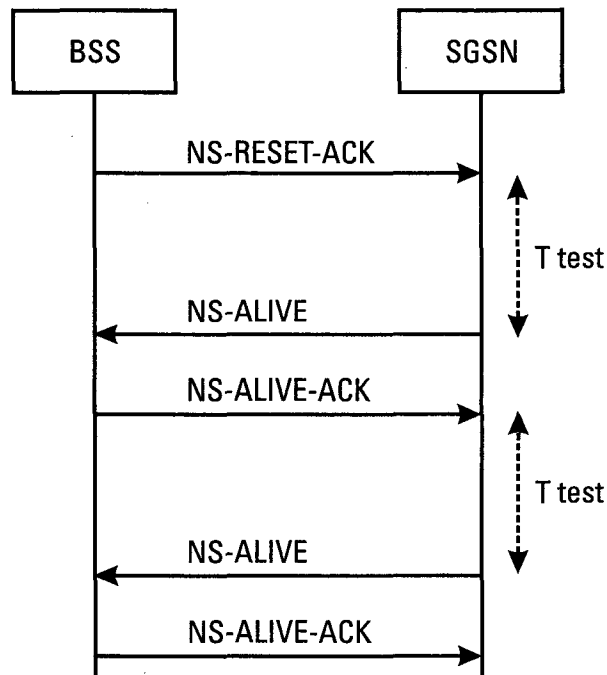 BSS
SGSN
NS-RESET-ACK
T test
NS-ALIVE
NS-ALIVE-ACK
T test
NS-ALIVE
NS-ALIVE-ACK